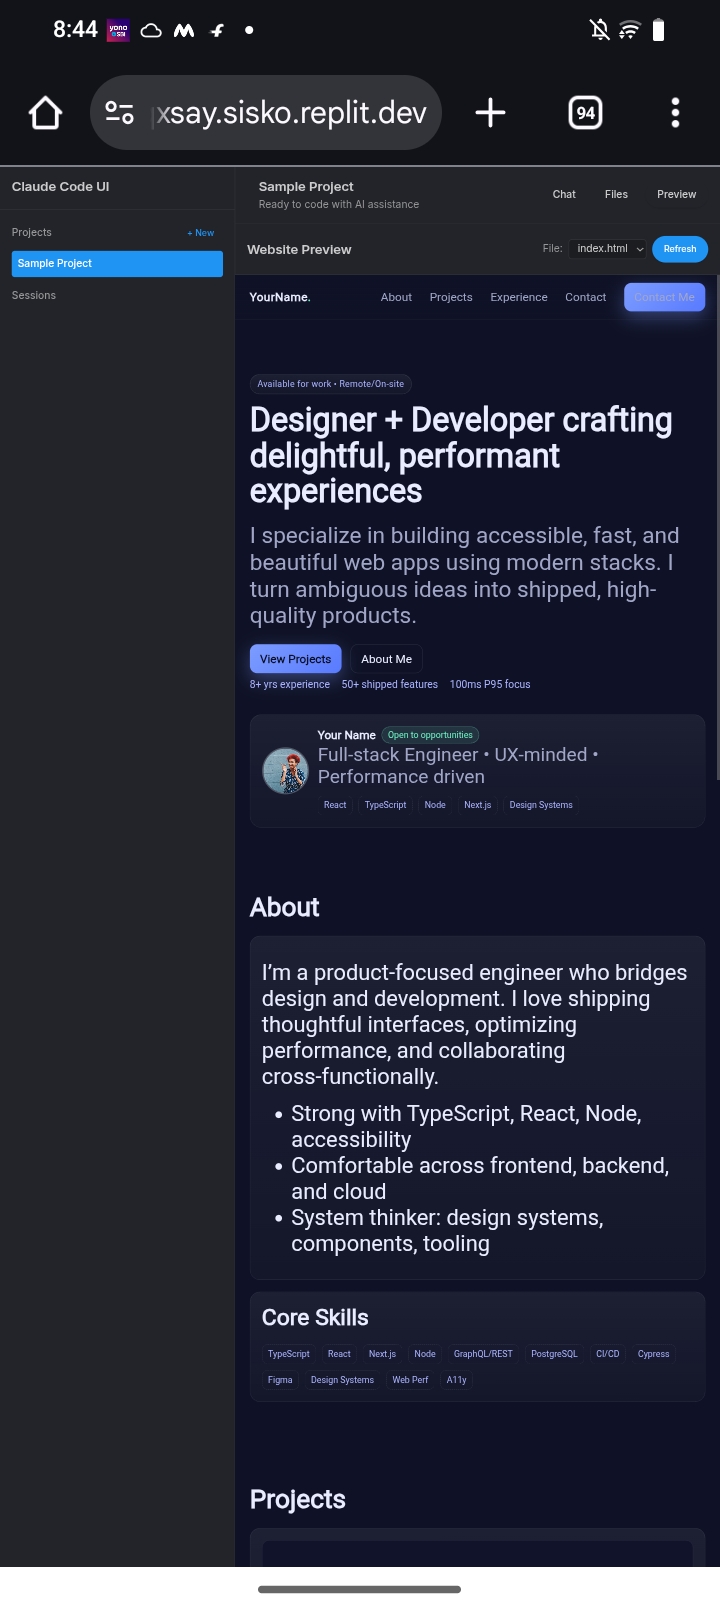 8:44
yono
SBI
xsay.sisko.replit.dev
94
Claude Code UI
Projects
+ New
Sample Project
Sessions
Sample Project
Ready to code with AI assistance
Chat
Files
Preview
Website Preview
File:
index.html
Refresh
YourName.
About
Projects
Experience
Contact
Contact Me
Available for work • Remote/On-site
Designer + Developer crafting
delightful, performant
experiences
I specialize in building accessible, fast, and
beautiful web apps using modern stacks. I
turn ambiguous ideas into shipped, high-
quality products.
View Projects
About Me
8+ yrs experience
50+ shipped features
100ms P95 focus
Your Name
Open to opportunities
Full-stack Engineer • UX-minded •
Performance driven
React
TypeScript
Node
Next.js
Design Systems
About
I’m a product-focused engineer who bridges
design and development. I love shipping
thoughtful interfaces, optimizing
performance, and collaborating
cross-functionally.
• Strong with TypeScript, React, Node,
accessibility
• Comfortable across frontend, backend,
and cloud
• System thinker: design systems,
components, tooling
Core Skills
TypeScript
React
Next.js
Node
GraphQL/REST
PostgreSQL
CI/CD
Cypress
Figma
Design Systems
Web Perf
A11y
Projects